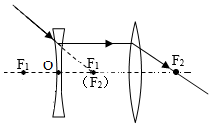 F₁ O F₁ F₂
(F₂)